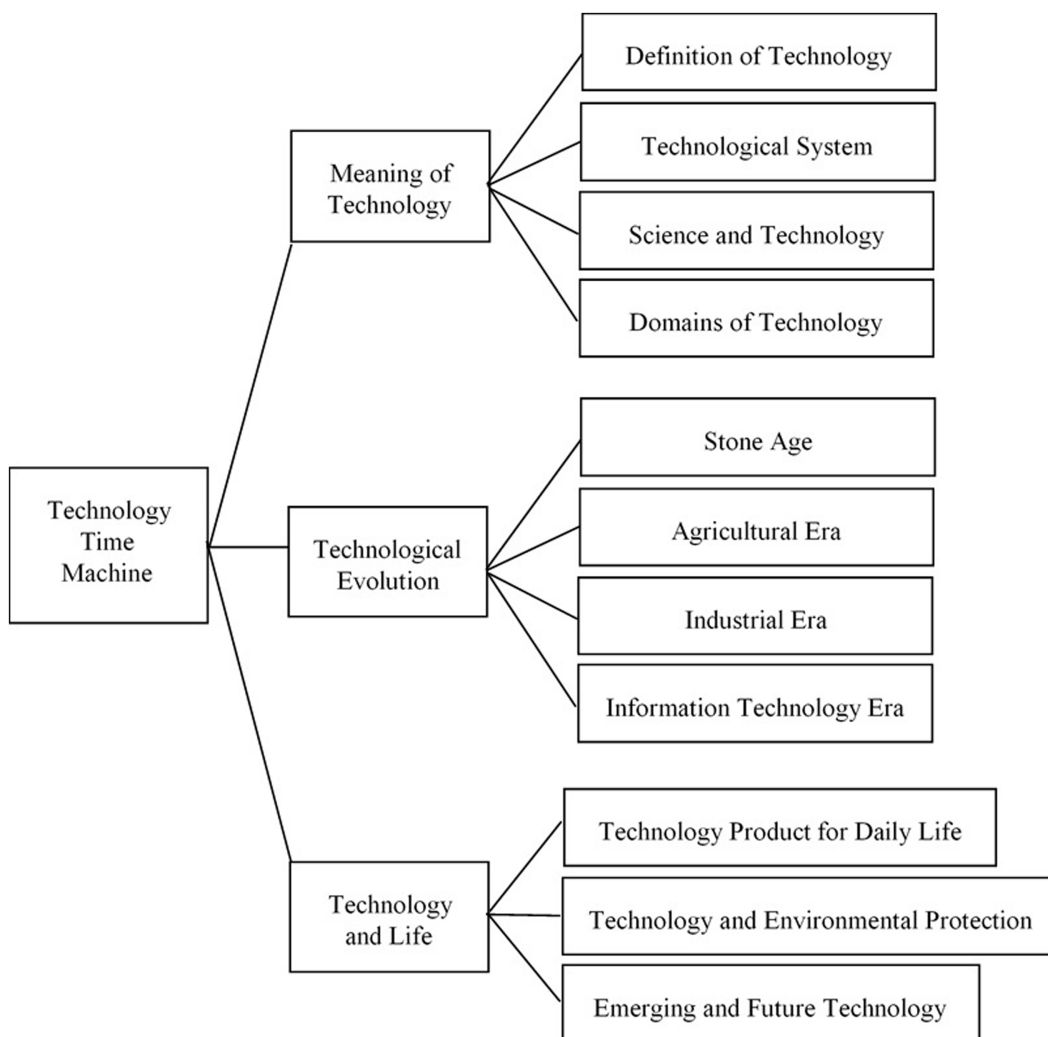 Technology
Time
Machine
Meaning of
Technology
Definition of Technology
Technological System
Science and Technology
Domains of Technology
Technological
Evolution
Stone Age
Agricultural Era
Industrial Era
Information Technology Era
Technology
and Life
Technology Product for Daily Life
Technology and Environmental Protection
Emerging and Future Technology